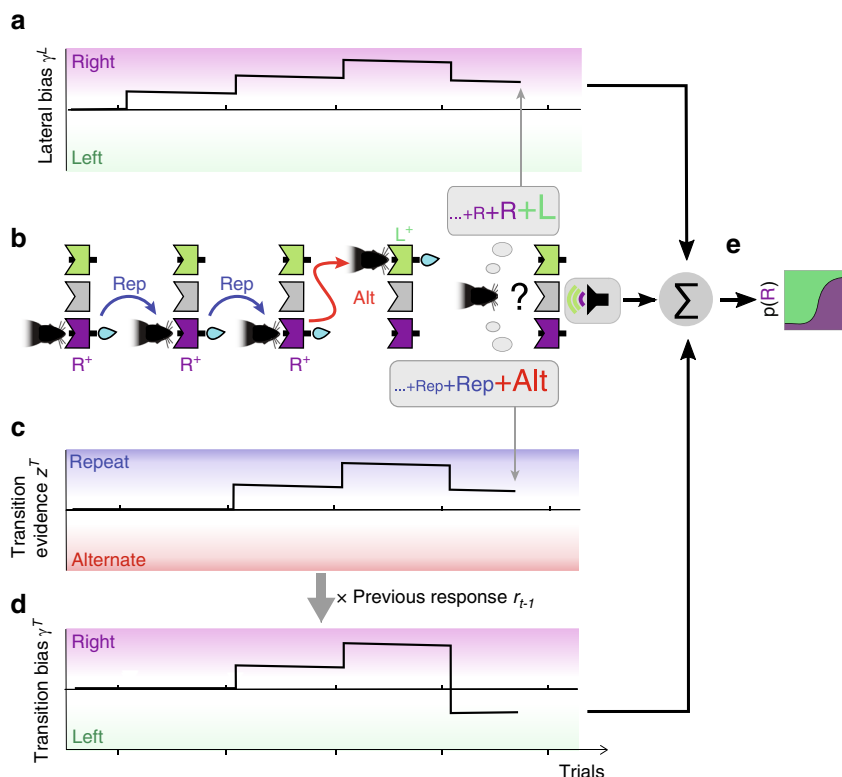 a
Lateral bias γL
Right
Left
...+R+R+L
b
Rep
Rep
Alt
L+
R+
R+
R+
?
Σ
e
p(R)
...+Rep+Rep+Alt
c
Transition
evidence zT
Repeat
Alternate
× Previous response rt-1
d
Transition bias γT
Right
Left
Trials